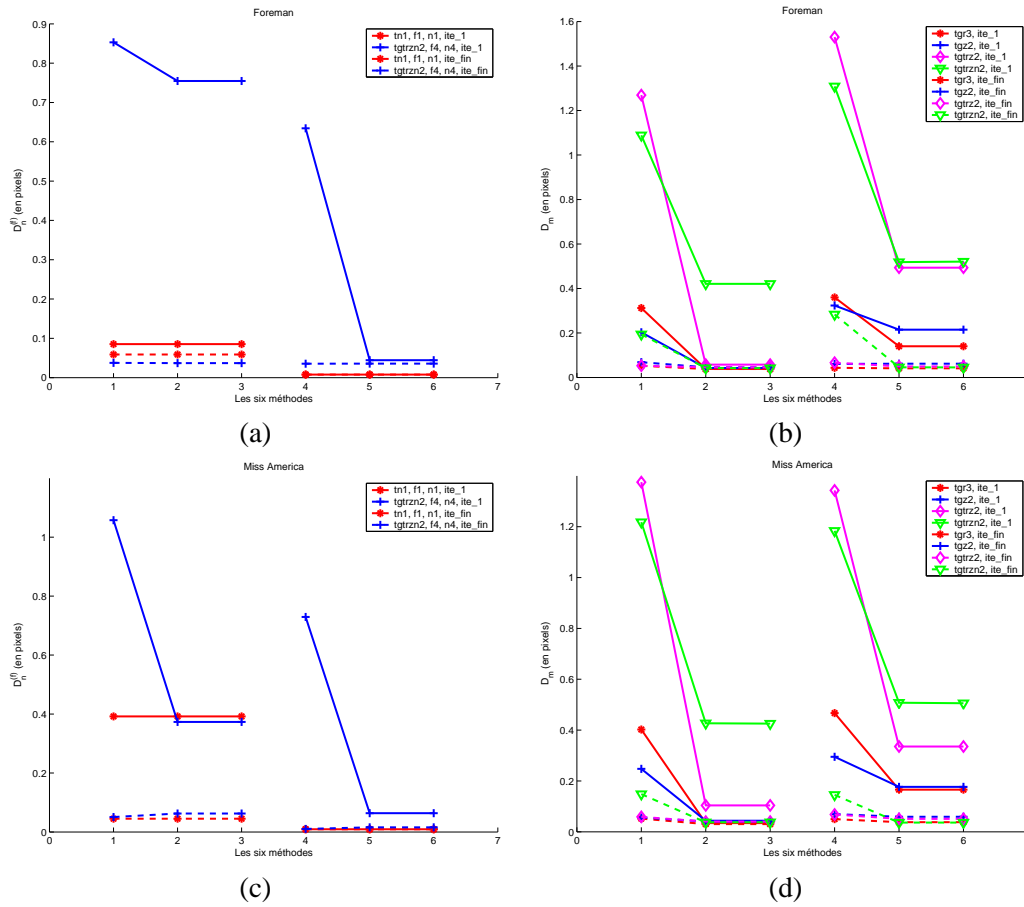 Foreman
0.9
0.8
0.7
0.6
0.5
0.4
0.3
0.2
0.1
0
D_n^(f) (en pixels)
0 1 2 3 4 5 6 7
Les six méthodes
tn1, f1, n1, ite_1
tgtrzn2, f4, n4, ite_1
tn1, f1, n1, ite_fin
tgtrzn2, f4, n4, ite_fin
(a)
Foreman
1.6
1.4
1.2
1
0.8
0.6
0.4
0.2
0
D_m (en pixels)
0 1 2 3 4 5 6
Les six méthodes
tgr3, ite_1
tgz2, ite_1
tgtrz2, ite_1
tgtrzn2, ite_1
tgr3, ite_fin
tgz2, ite_fin
tgtrz2, ite_fin
tgtrzn2, ite_fin
(b)
Miss America
1
0.8
0.6
0.4
0.2
0
D_n^(f) (en pixels)
0 1 2 3 4 5 6 7
Les six méthodes
tn1, f1, n1, ite_1
tgtrzn2, f4, n4, ite_1
tn1, f1, n1, ite_fin
tgtrzn2, f4, n4, ite_fin
(c)
Miss America
1.2
1
0.8
0.6
0.4
0.2
0
D_m (en pixels)
0 1 2 3 4 5 6
Les six méthodes
tgr3, ite_1
tgz2, ite_1
tgtrz2, ite_1
tgtrzn2, ite_1
tgr3, ite_fin
tgz2, ite_fin
tgtrz2, ite_fin
tgtrzn2, ite_fin
(d)